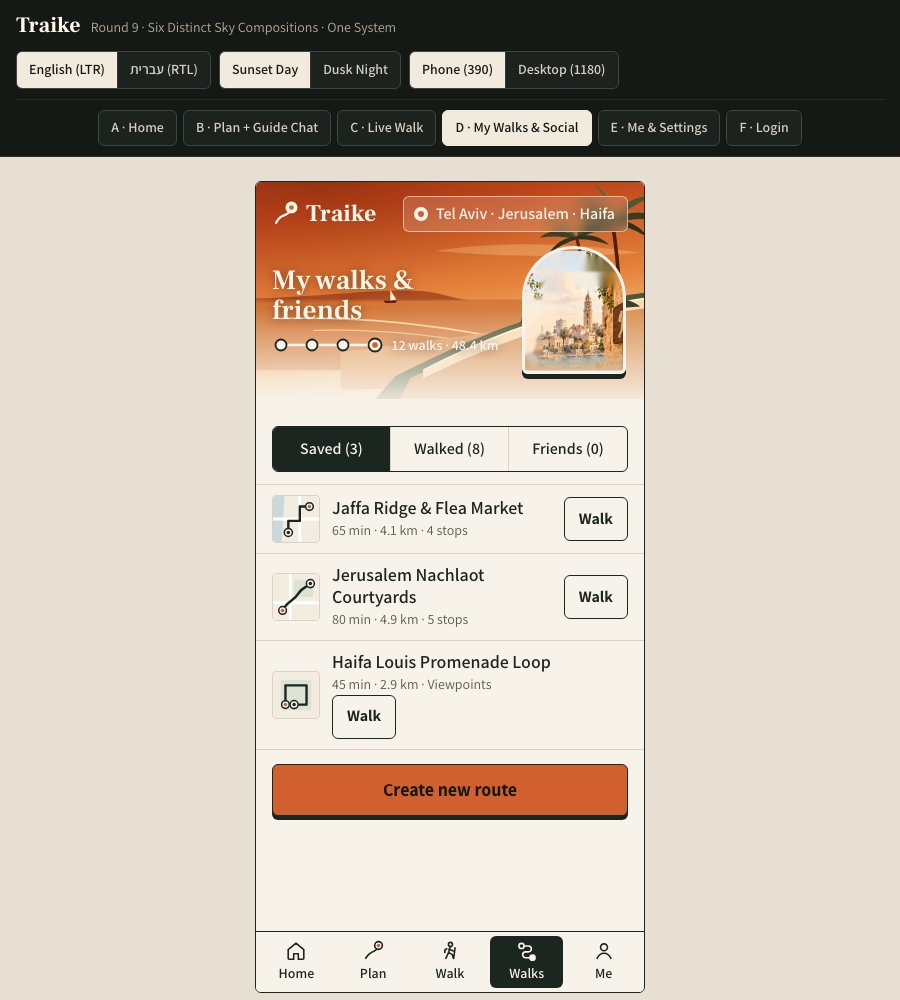 Traike Round 9 · Six Distinct Sky Compositions · One System
English (LTR) עברית (RTL) Sunset Day Dusk Night Phone (390) Desktop (1180)
A · Home B · Plan + Guide Chat C · Live Walk D · My Walks & Social E · Me & Settings F · Login
Traike Tel Aviv · Jerusalem · Haifa
My walks &
friends
12 walks · 48.4 km
Saved (3) Walked (8) Friends (0)
Jaffa Ridge & Flea Market
65 min · 4.1 km · 4 stops
Walk
Jerusalem Nachlaot
Courtyards
80 min · 4.9 km · 5 stops
Walk
Haifa Louis Promenade Loop
45 min · 2.9 km · Viewpoints
Walk
Create new route
Home Plan Walk Walks Me